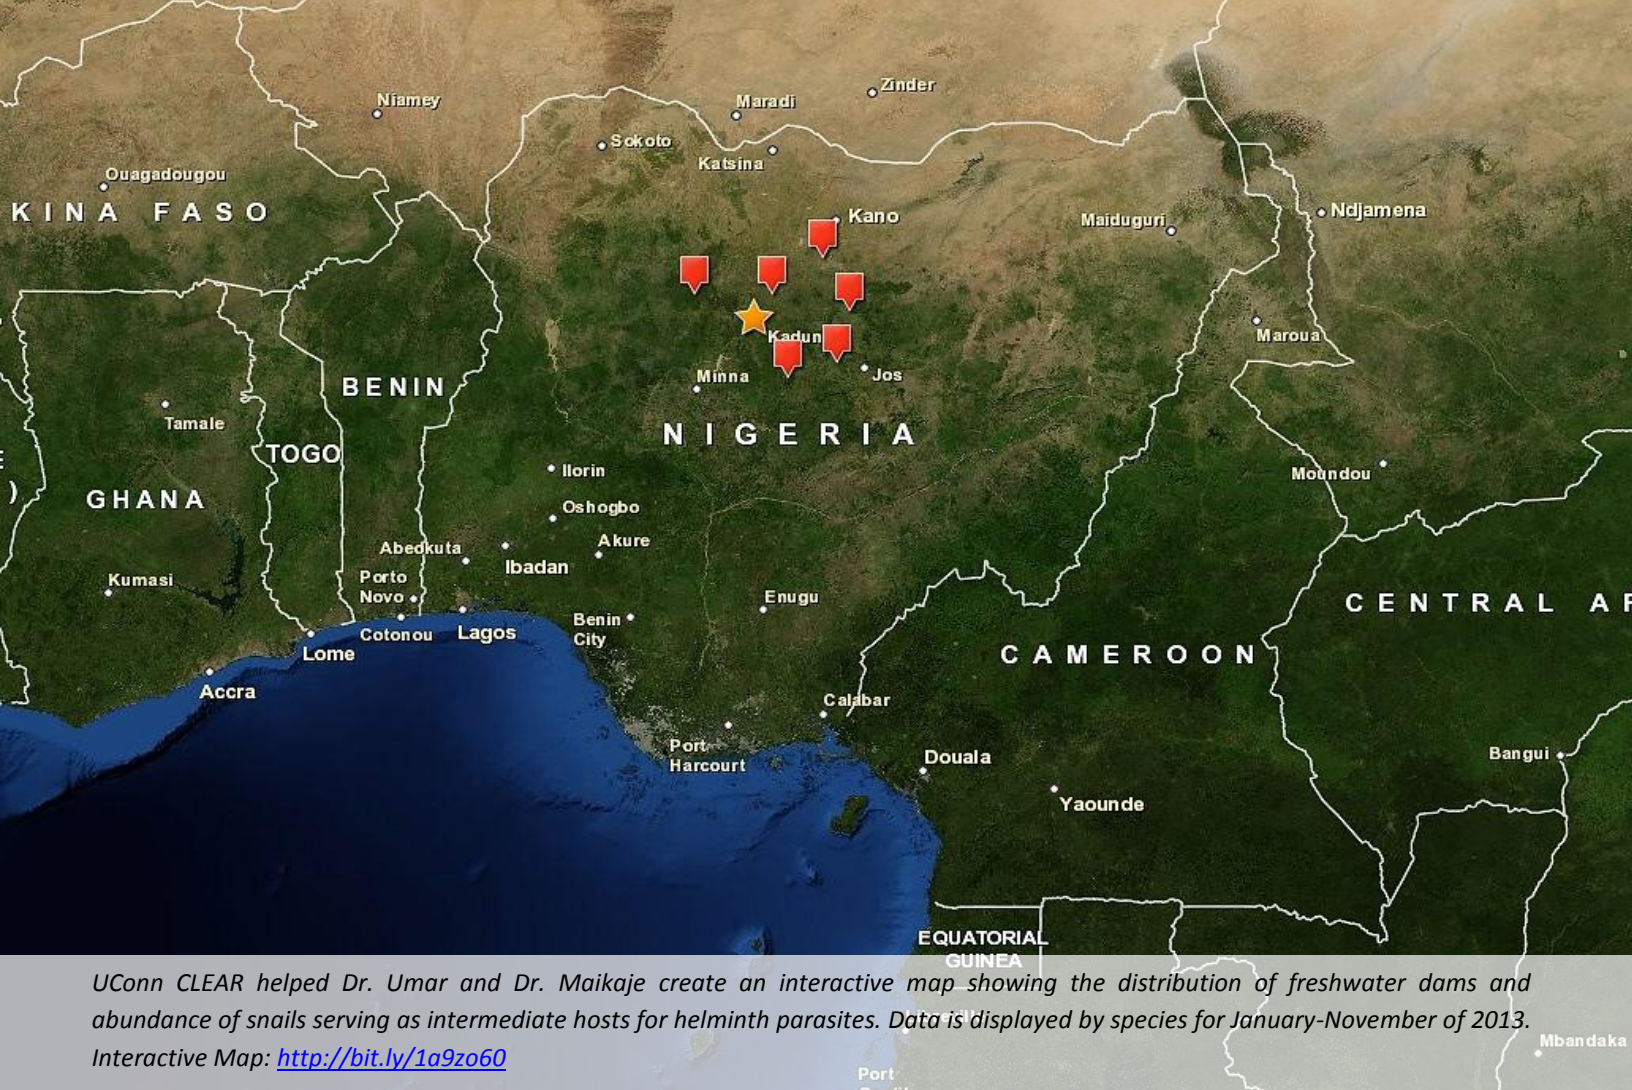 Niamey
Maradi
Zinder
Sokoto
Katsina
Ouagadougou
KINA FASO
Kano
Maiduguri
Ndjamena
Kadun
Maroua
Minna
Jos
BENIN
Tamale
NIGERIA
TOGO
Ilorin
Moundou
GHANA
)
Oshogbo
Abeokuta
Akure
Ibadan
Kumasi
Porto
Novo
Enugu
CENTRAL AF
Benin
City
Cotonou
Lagos
Lome
CAMEROON
Accra
Calabar
Port
Harcourt
Douala
Bangui
Yaounde
EQUATORIAL
GUINEA
UConn CLEAR helped Dr. Umar and Dr. Maikaje create an interactive map showing the distribution of freshwater dams and
abundance of snails serving as intermediate hosts for helminth parasites. Data is displayed by species for January-November of 2013.
Interactive Map: http://bit.ly/1a9zo60
Mbandaka
Port